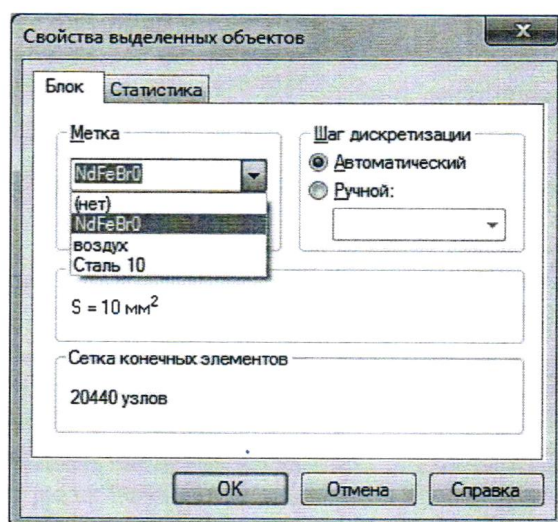 Свойства выделенных объектов
Блок
Статистика
Метка
NdFeBr0
(нет)
NdFeBr0
воздух
Сталь 10
Шаг дискретизации
Автоматический
Ручной:
S = 10 мм²
Сетка конечных элементов
20440 узлов
OK
Отмена
Справка